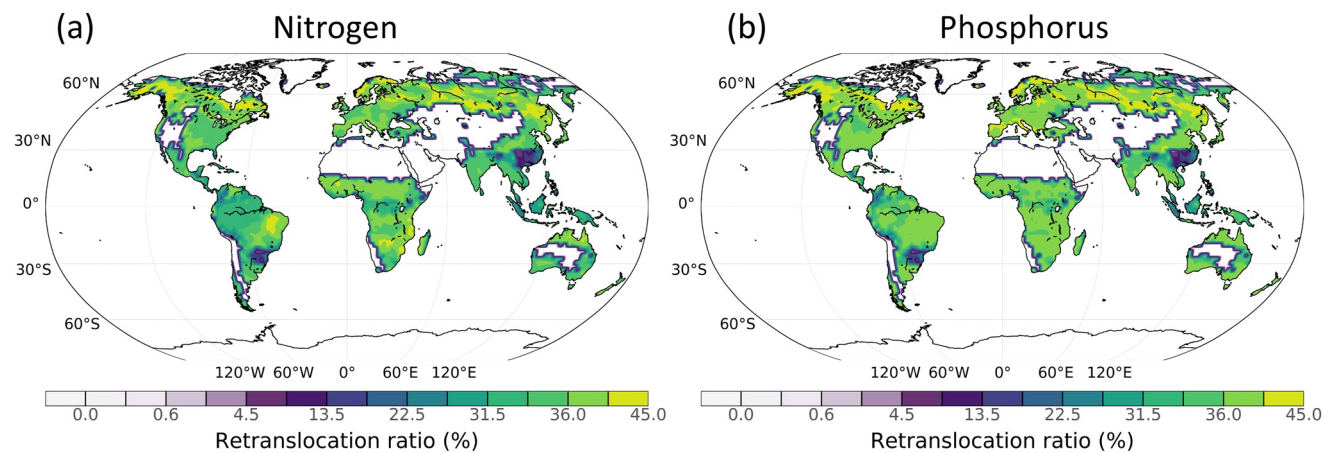 (a) Nitrogen
60°N
30°N
0°
30°S
60°S
120°W 60°W 0° 60°E 120°E
0.0 0.6 4.5 13.5 22.5 31.5 36.0 45.0
Retranslocation ratio (%)
(b) Phosphorus
60°N
30°N
0°
30°S
60°S
120°W 60°W 0° 60°E 120°E
0.0 0.6 4.5 13.5 22.5 31.5 36.0 45.0
Retranslocation ratio (%)